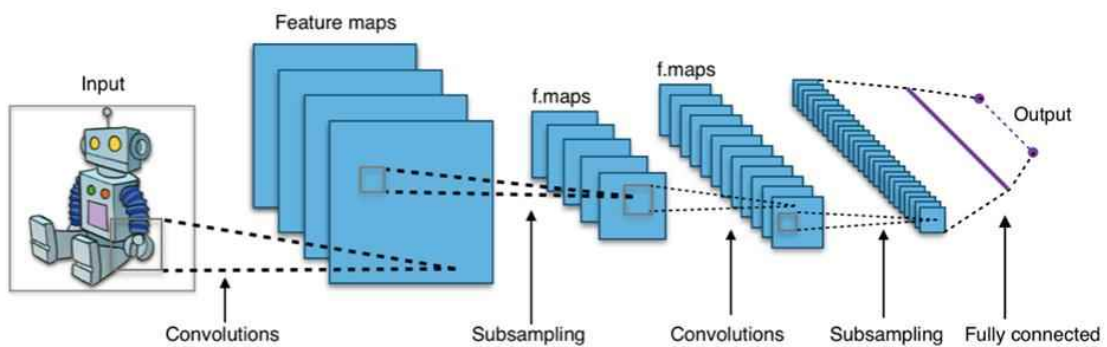 Input
Feature maps
f.maps
f.maps
Output
Convolutions
Subsampling
Convolutions
Subsampling
Fully connected